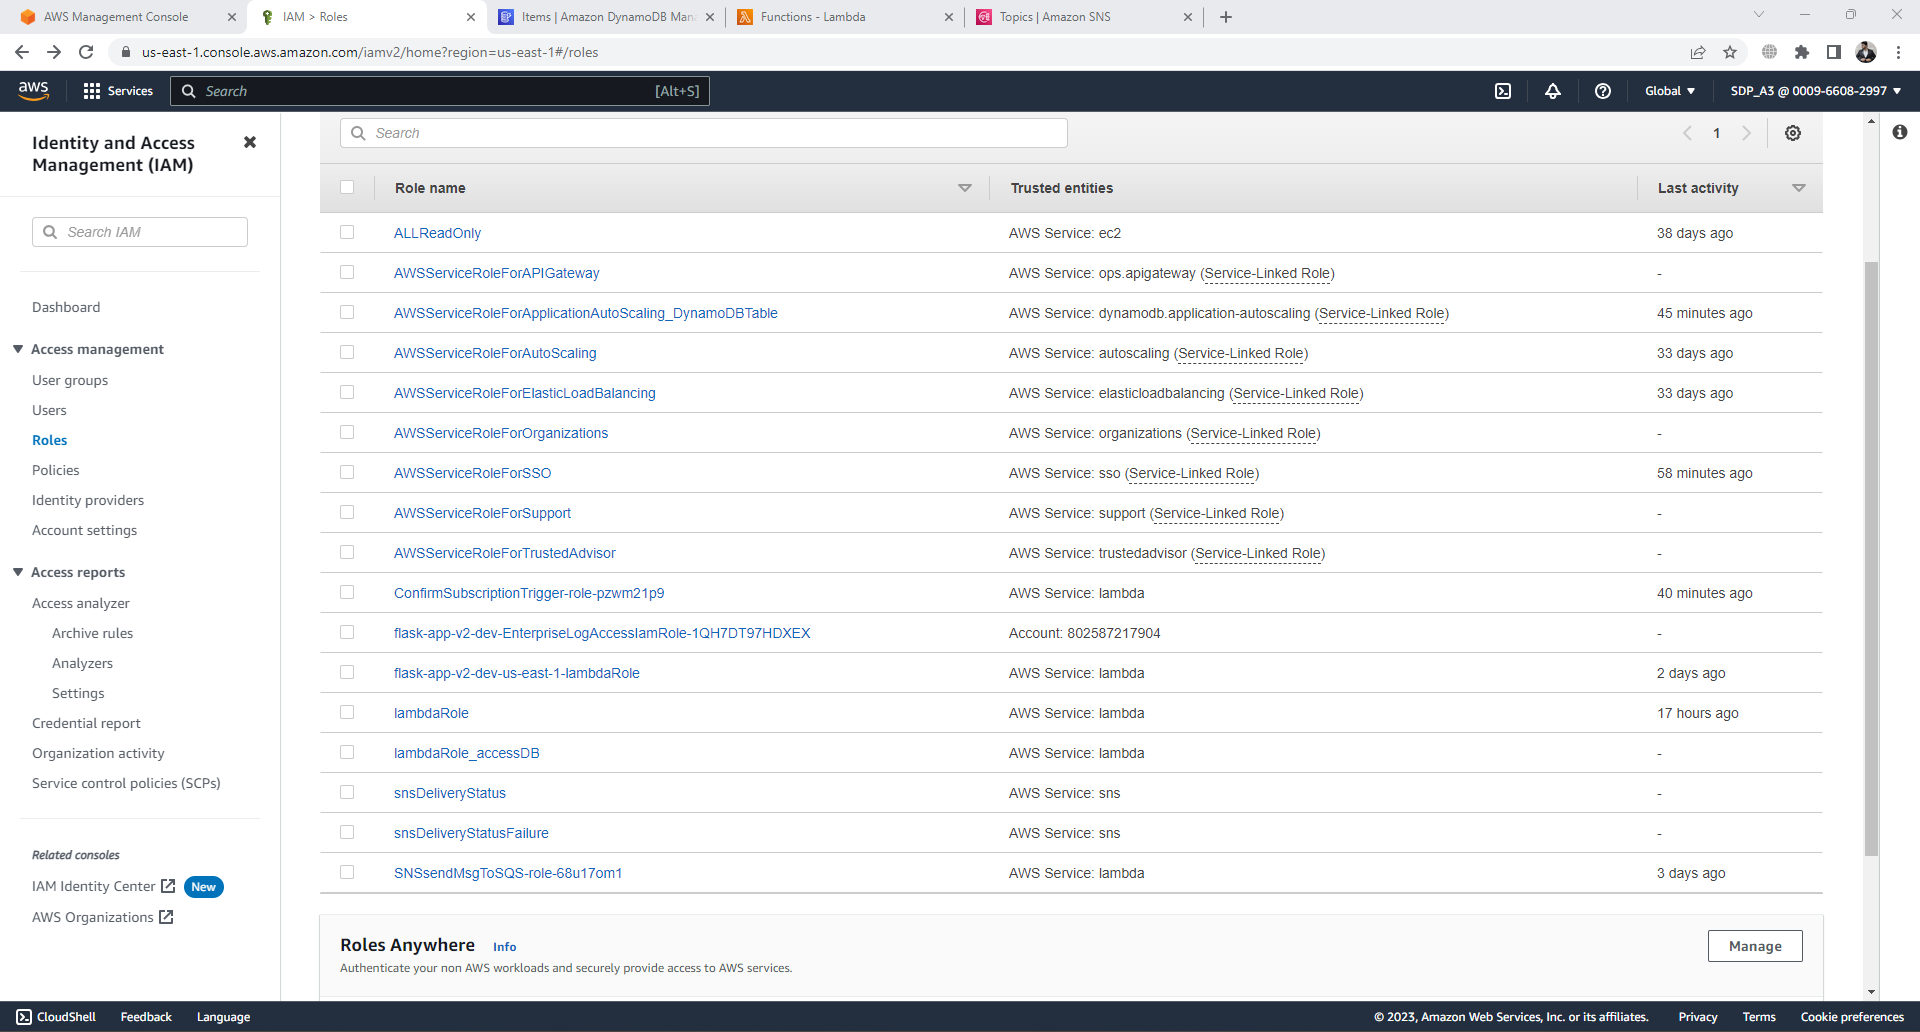 AWS Management Console
IAM > Roles
Items | Amazon DynamoDB Man
Functions - Lambda
Topics | Amazon SNS
us-east-1.console.aws.amazon.com/iamv2/home?region=us-east-1#/roles
aws
Services
Search
[Alt+S]
Global
SDP_A3 @ 0009-6608-2997
Identity and Access
Management (IAM)
Search IAM
Dashboard
Access management
User groups
Users
Roles
Policies
Identity providers
Account settings
Access reports
Access analyzer
Archive rules
Analyzers
Settings
Credential report
Organization activity
Service control policies (SCPs)
Related consoles
IAM Identity Center New
AWS Organizations
Search
1
Role name Trusted entities Last activity
ALLReadOnly AWS Service: ec2 38 days ago
AWSServiceRoleForAPIGateway AWS Service: ops.apigateway (Service-Linked Role) -
AWSServiceRoleForApplicationAutoScaling_DynamoDBTable AWS Service: dynamodb.application-autoscaling (Service-Linked Role) 45 minutes ago
AWSServiceRoleForAutoScaling AWS Service: autoscaling (Service-Linked Role) 33 days ago
AWSServiceRoleForElasticLoadBalancing AWS Service: elasticloadbalancing (Service-Linked Role) 33 days ago
AWSServiceRoleForOrganizations AWS Service: organizations (Service-Linked Role) -
AWSServiceRoleForSSO AWS Service: sso (Service-Linked Role) 58 minutes ago
AWSServiceRoleForSupport AWS Service: support (Service-Linked Role) -
AWSServiceRoleForTrustedAdvisor AWS Service: trustedadvisor (Service-Linked Role) -
ConfirmSubscriptionTrigger-role-pzwm21p9 AWS Service: lambda 40 minutes ago
flask-app-v2-dev-EnterpriseLogAccessIamRole-1QH7DT97HDXEX Account: 802587217904 -
flask-app-v2-dev-us-east-1-lambdaRole AWS Service: lambda 2 days ago
lambdaRole AWS Service: lambda 17 hours ago
lambdaRole_accessDB AWS Service: lambda -
snsDeliveryStatus AWS Service: sns -
snsDeliveryStatusFailure AWS Service: sns -
SNSsendMsgToSQS-role-68u17om1 AWS Service: lambda 3 days ago
Roles Anywhere Info
Authenticate your non AWS workloads and securely provide access to AWS services.
Manage
CloudShell Feedback Language
© 2023, Amazon Web Services, Inc. or its affiliates. Privacy Terms Cookie preferences